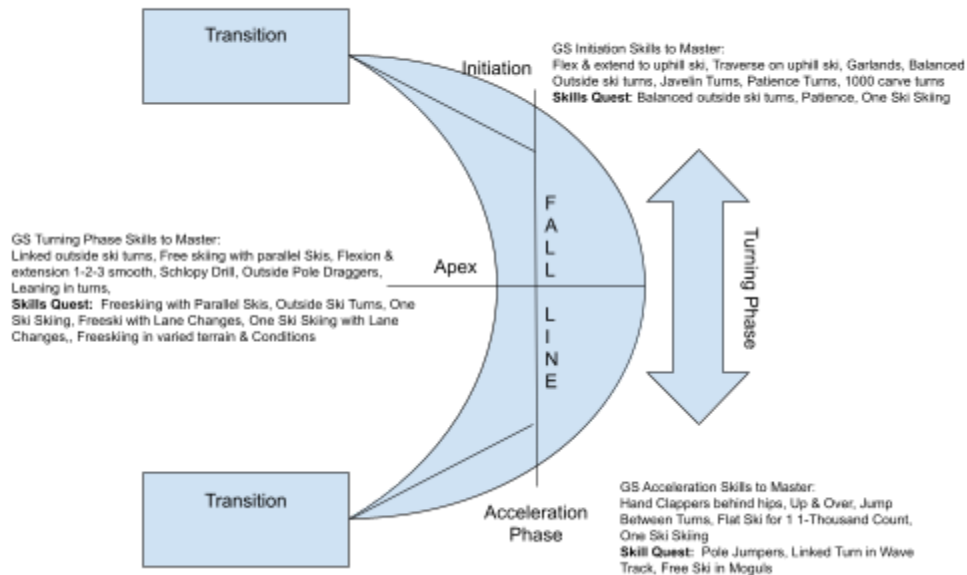 Transition
Initiation
GS Initiation Skills to Master:
Flex & extend to uphill ski, Traverse on uphill ski, Garlands, Balanced
Outside ski turns, Javelin Turns, Patience Turns, 1000 carve turns
Skills Quest: Balanced outside ski turns, Patience, One Ski Skiing
GS Turning Phase Skills to Master:
Linked outside ski turns, Free skiing with parallel Skis, Flexion &
extension 1-2-3 smooth, Schlopy Drill, Outside Pole Draggers,
Leaning in turns,
Skills Quest:  Freeskiing with Parallel Skis, Outside Ski Turns, One
Ski Skiing, Freeski with Lane Changes, One Ski Skiing with Lane
Changes,, Freeskiing in varied terrain & Conditions
Apex
FALL LINE
Turning Phase
Transition
Acceleration
Phase
GS Acceleration Skills to Master:
Hand Clappers behind hips, Up & Over, Jump
Between Turns, Flat Ski for 1 1-Thousand Count,
One Ski Skiing
Skill Quest:  Pole Jumpers, Linked Turn in Wave
Track, Free Ski in Moguls